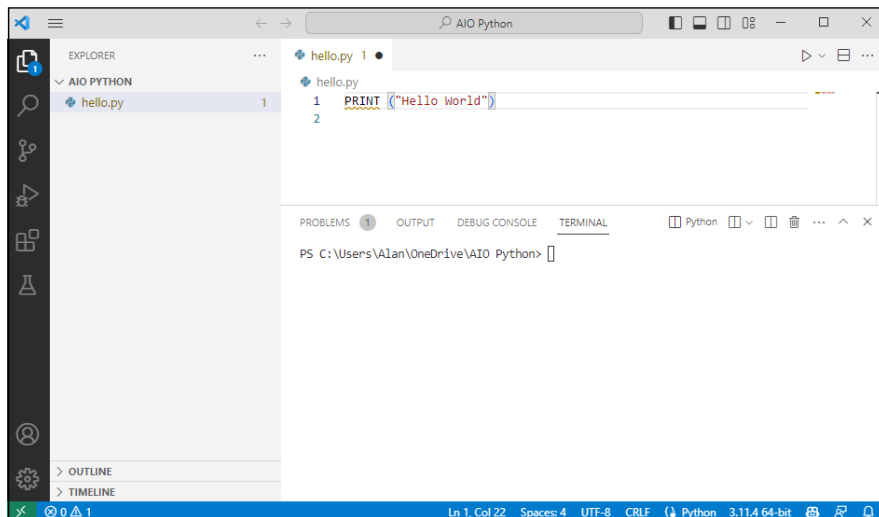 AIO Python
EXPLORER
AIO PYTHON
hello.py 1
hello.py 1
hello.py
1 PRINT ("Hello World")
2
PROBLEMS 1 OUTPUT DEBUG CONSOLE TERMINAL Python
PS C:\Users\Alan\OneDrive\AIO Python>
OUTLINE
TIMELINE
0 1 Ln 1, Col 22 Spaces: 4 UTF-8 CRLF Python 3.11.4 64-bit